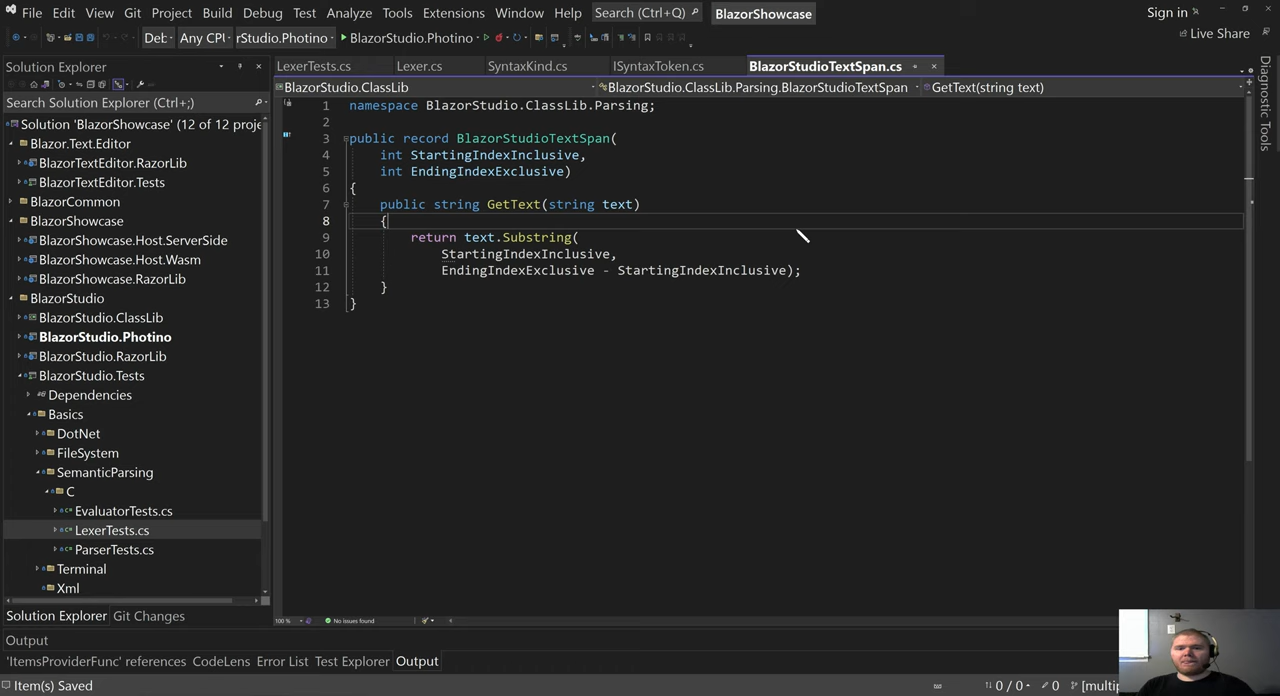 File Edit View Git Project Build Debug Test Analyze Tools Extensions Window Help Search (Ctrl+Q) BlazorShowcase Sign in
Deb Any CPU rStudio.Photino BlazorStudio.Photino Live Share
Solution Explorer
LexerTests.cs Lexer.cs SyntaxKind.cs ISyntaxToken.cs BlazorStudioTextSpan.cs
BlazorStudio.ClassLib BlazorStudio.ClassLib.Parsing.BlazorStudioTextSpan GetText(string text)
Search Solution Explorer (Ctrl+;)
Solution 'BlazorShowcase' (12 of 12 proje
Blazor.Text.Editor
BlazorTextEditor.RazorLib
BlazorTextEditor.Tests
BlazorCommon
BlazorShowcase
BlazorShowcase.Host.ServerSide
BlazorShowcase.Host.Wasm
BlazorShowcase.RazorLib
BlazorStudio
BlazorStudio.ClassLib
BlazorStudio.Photino
BlazorStudio.RazorLib
BlazorStudio.Tests
Dependencies
Basics
DotNet
FileSystem
SemanticParsing
C
EvaluatorTests.cs
LexerTests.cs
ParserTests.cs
Terminal
Xml
Solution Explorer Git Changes
1 namespace BlazorStudio.ClassLib.Parsing;
2
3 public record BlazorStudioTextSpan(
4 int StartingIndexInclusive,
5 int EndingIndexExclusive)
6 {
7 public string GetText(string text)
8 {
9 return text.Substring(
10 StartingIndexInclusive,
11 EndingIndexExclusive - StartingIndexInclusive);
12 }
13 }
Diagnostic Tools
100 % No issues found
Output
'ItemsProviderFunc' references CodeLens Error List Test Explorer Output
Item(s) Saved 0 / 0 0 [multip